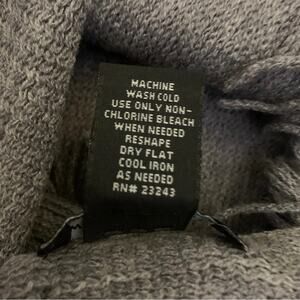 MACHINE
WASH COLD
USE ONLY NON-
CHLORINE BLEACH
WHEN NEEDED
RESHAPE
DRY FLAT
COOL IRON
AS NEEDED
RN# 23243